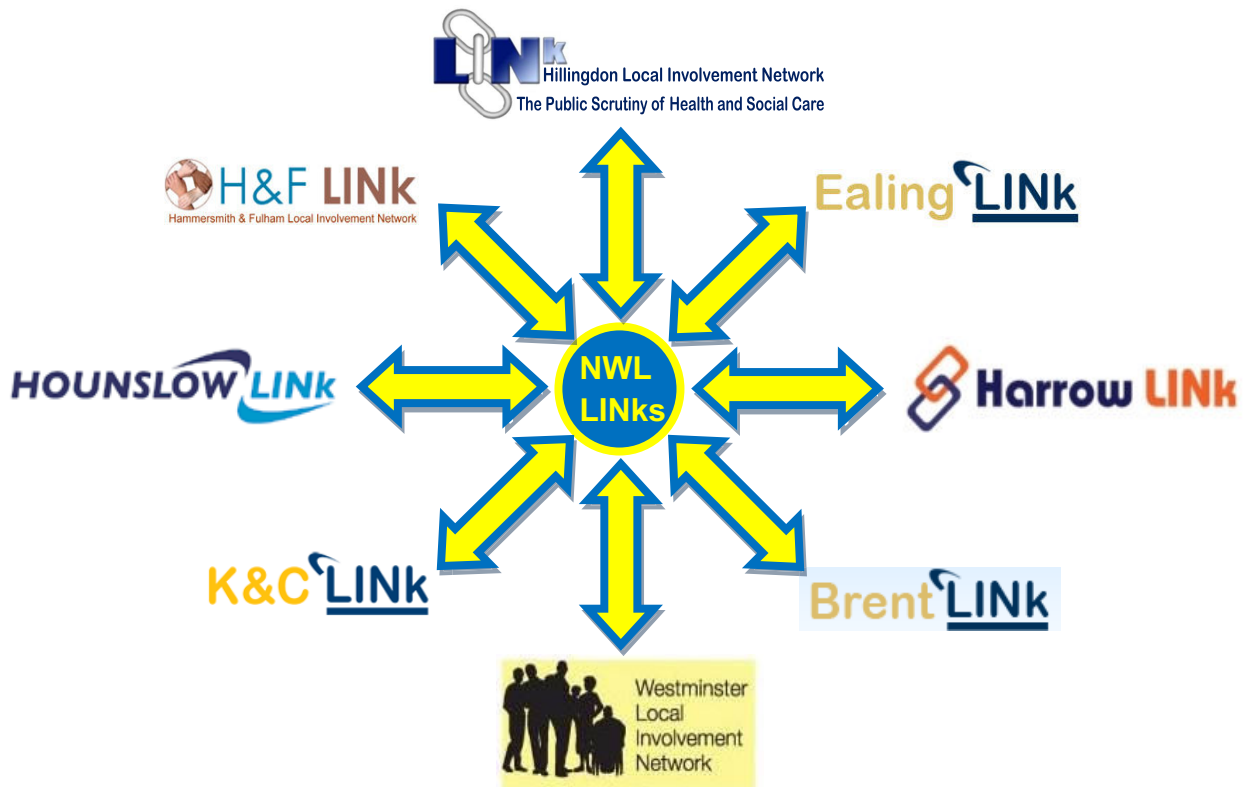 LINk
Hillingdon Local Involvement Network
The Public Scrutiny of Health and Social Care
H&F LINk
Hammersmith & Fulham Local Involvement Network
Ealing LINk
HOUNSLOW LINk
NWL
LINks
Harrow LINk
K&C LINk
Brent LINk
Westminster
Local
Involvement
Network